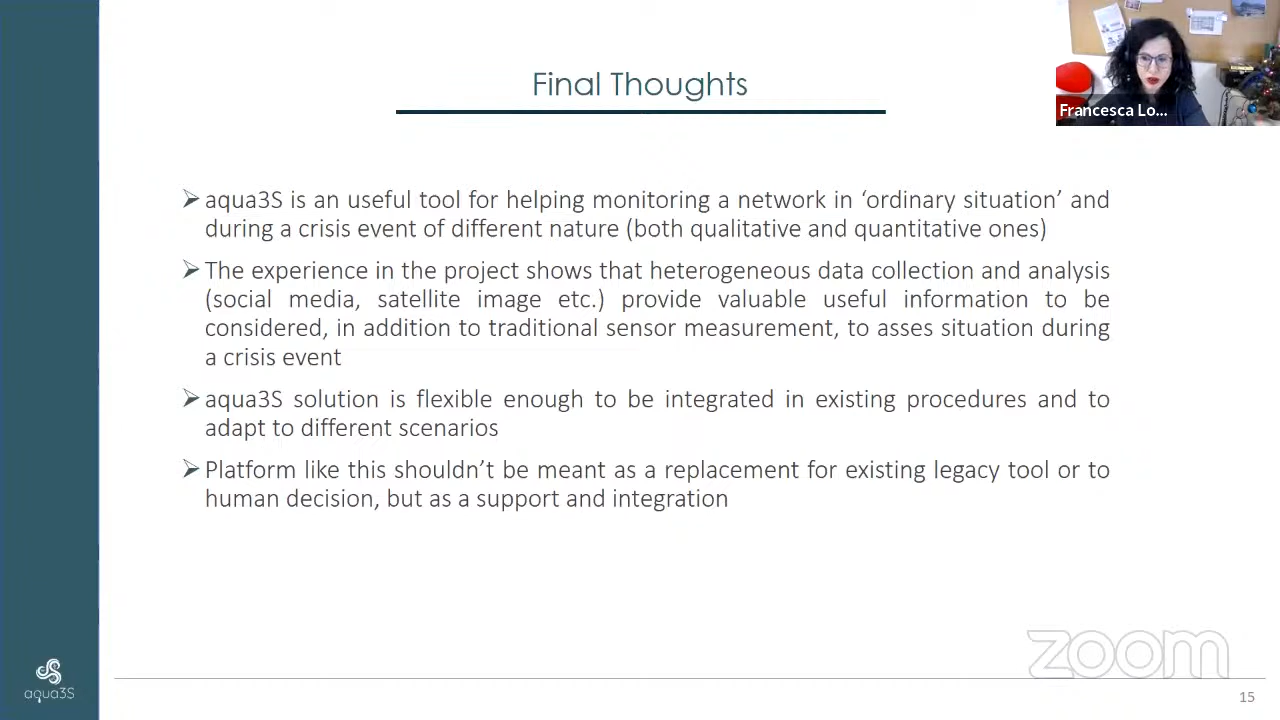 Final Thoughts
Francesca Lo...
➢ aqua3S is an useful tool for helping monitoring a network in ‘ordinary situation’ and
during a crisis event of different nature (both qualitative and quantitative ones)
➢ The experience in the project shows that heterogeneous data collection and analysis
(social media, satellite image etc.) provide valuable useful information to be
considered, in addition to traditional sensor measurement, to asses situation during
a crisis event
➢ aqua3S solution is flexible enough to be integrated in existing procedures and to
adapt to different scenarios
➢ Platform like this shouldn’t be meant as a replacement for existing legacy tool or to
human decision, but as a support and integration
zoom
aqua3S
15